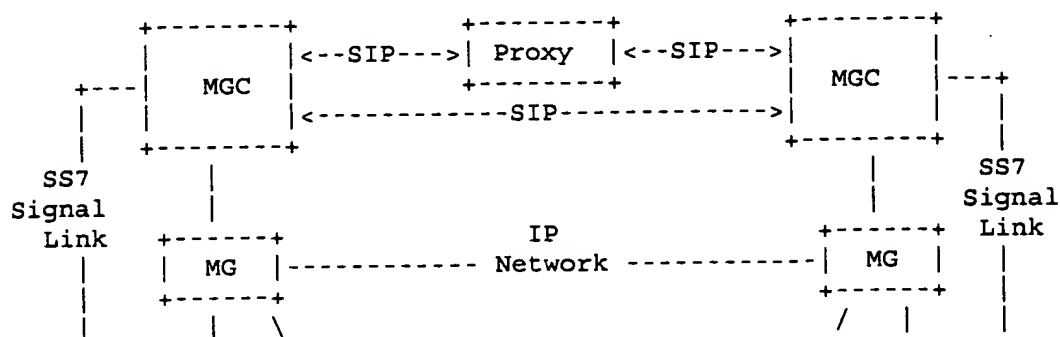 SIP Proxy SIP
MGC MGC
SIP
SS7 SS7
Signal Signal
Link Link
IP
MG Network MG